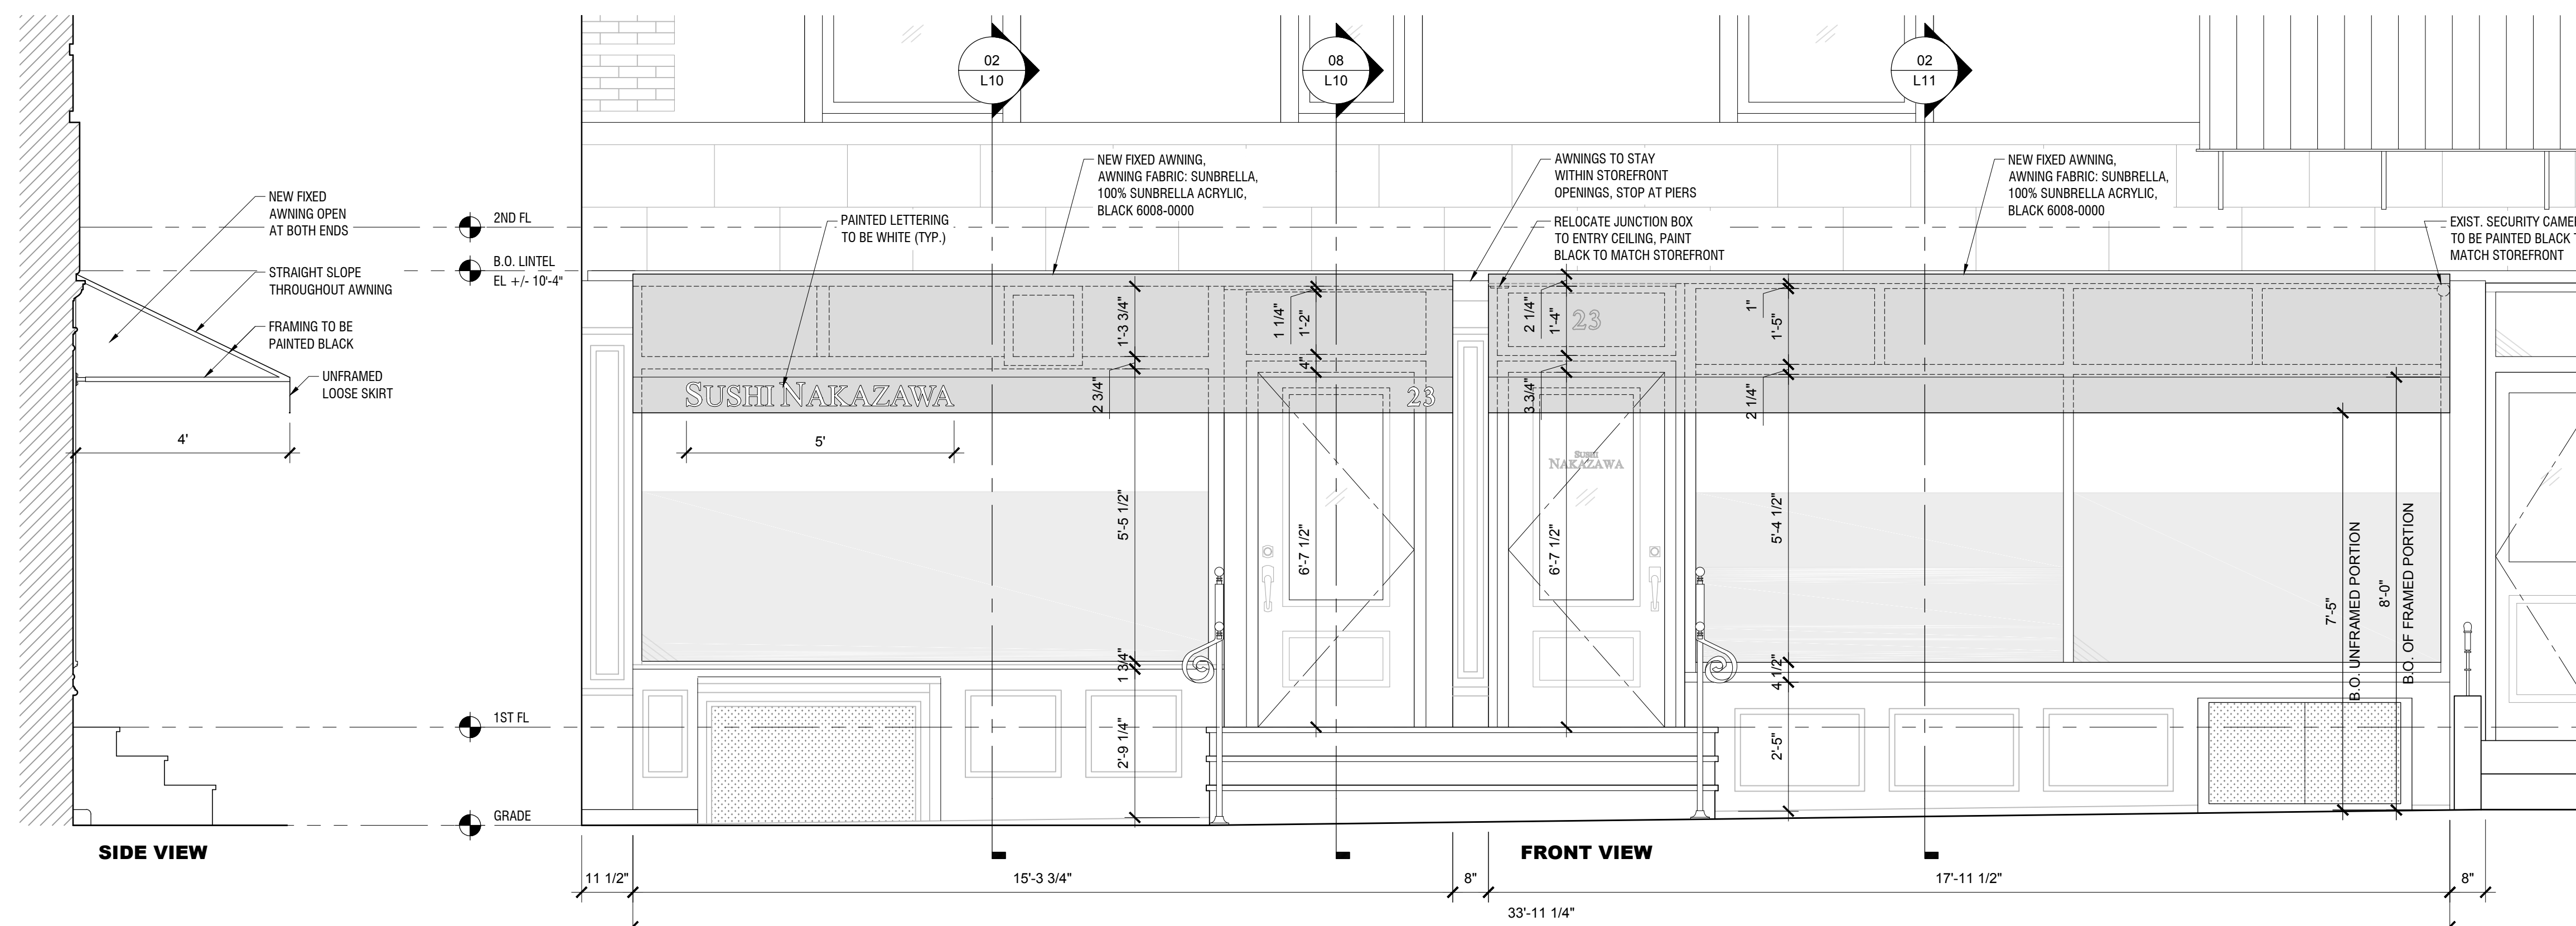 02
L10
08
L10
02
L11
NEW FIXED
AWNING OPEN
AT BOTH ENDS
STRAIGHT SLOPE
THROUGHOUT AWNING
FRAMING TO BE
PAINTED BLACK
UNFRAMED
LOOSE SKIRT
4'
SIDE VIEW
2ND FL
B.O. LINTEL
EL +/- 10'-4"
1ST FL
GRADE
PAINTED LETTERING
TO BE WHITE (TYP.)
NEW FIXED AWNING,
AWNING FABRIC: SUNBRELLA,
100% SUNBRELLA ACRYLIC,
BLACK 6008-0000
AWNINGS TO STAY
WITHIN STOREFRONT
OPENINGS, STOP AT PIERS
RELOCATE JUNCTION BOX
TO ENTRY CEILING, PAINT
BLACK TO MATCH STOREFRONT
NEW FIXED AWNING,
AWNING FABRIC: SUNBRELLA,
100% SUNBRELLA ACRYLIC,
BLACK 6008-0000
EXIST. SECURITY CAME
TO BE PAINTED BLACK T
MATCH STOREFRONT
SUSHI NAKAZAWA
23
5'
1'-3 3/4"
2 3/4"
5'-5 1/2"
1 3/4"
2'-9 1/4"
1 1/4"
1'-2"
4"
6'-7 1/2"
2 1/4"
1'-4"
3 3/4"
6'-7 1/2"
23
SUSHI
NAKAZAWA
1"
1'-5"
2 1/4"
5'-4 1/2"
4 1/2"
2'-5"
7'-5"
B.O. UNFRAMED PORTION
8'-0"
B.O. OF FRAMED PORTION
FRONT VIEW
11 1/2"
15'-3 3/4"
8"
17'-11 1/2"
8"
33'-11 1/4"